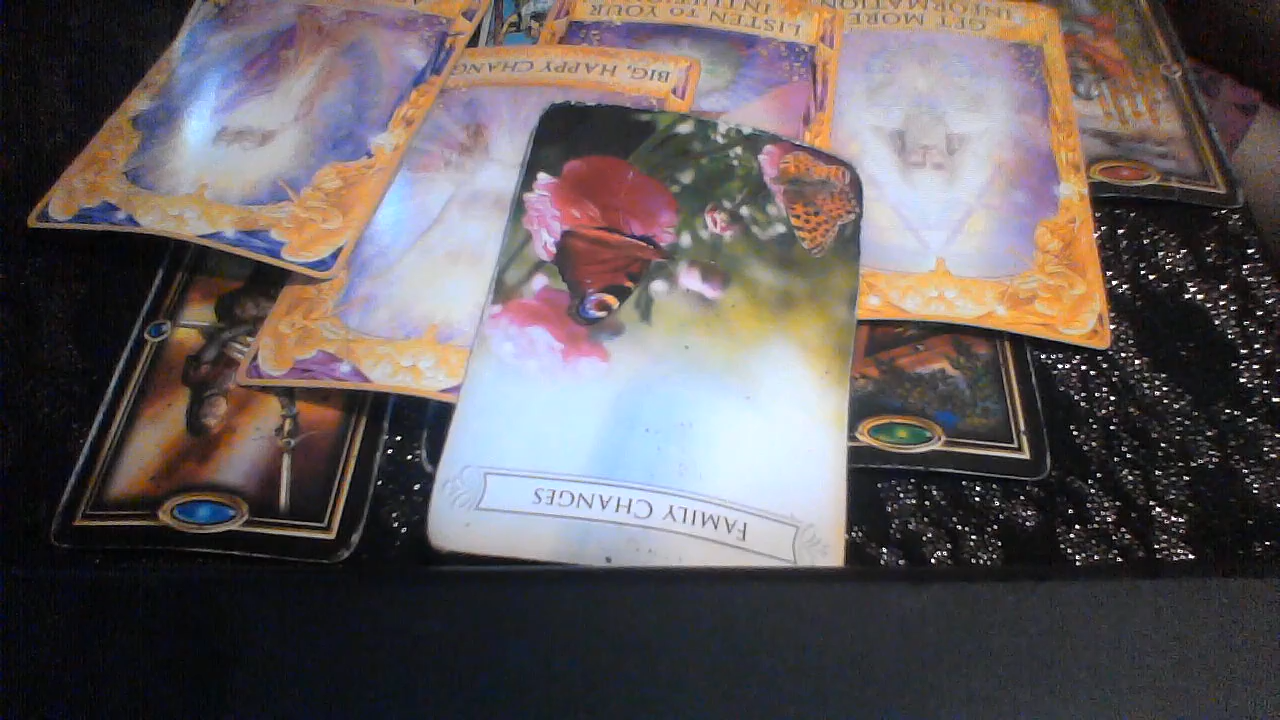 LISTEN TO YOUR
GET MORE
INFORMATION
BIG, HAPPY CHANG
FAMILY CHANGES